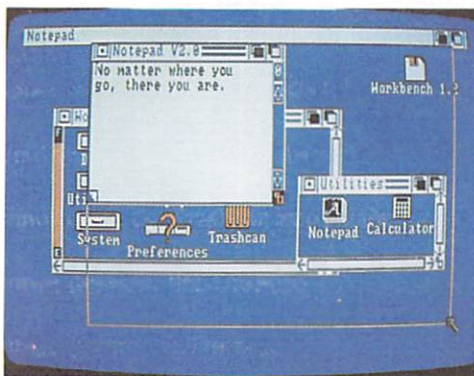 Notepad
Notepad V2.0
No matter where you
go, there you are.
Workbench 1.2
Utilities
System
Preferences
Trashcan
Notepad
Calculator